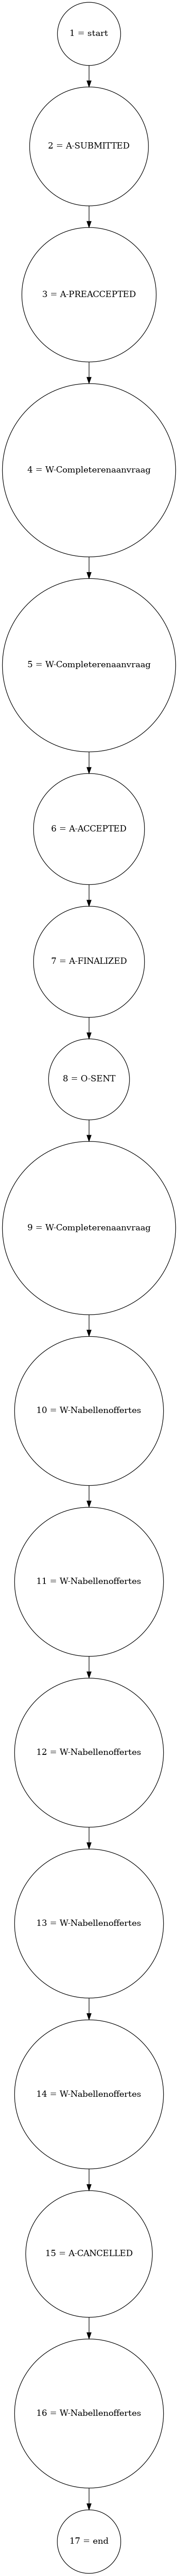 1 = start
2 = A-SUBMITTED
3 = A-PREACCEPTED
4 = W-Completerenaanvraag
5 = W-Completerenaanvraag
6 = A-ACCEPTED
7 = A-FINALIZED
8 = O-SENT
9 = W-Completerenaanvraag
10 = W-Nabellenoffertes
11 = W-Nabellenoffertes
12 = W-Nabellenoffertes
13 = W-Nabellenoffertes
14 = W-Nabellenoffertes
15 = A-CANCELLED
16 = W-Nabellenoffertes
17 = end